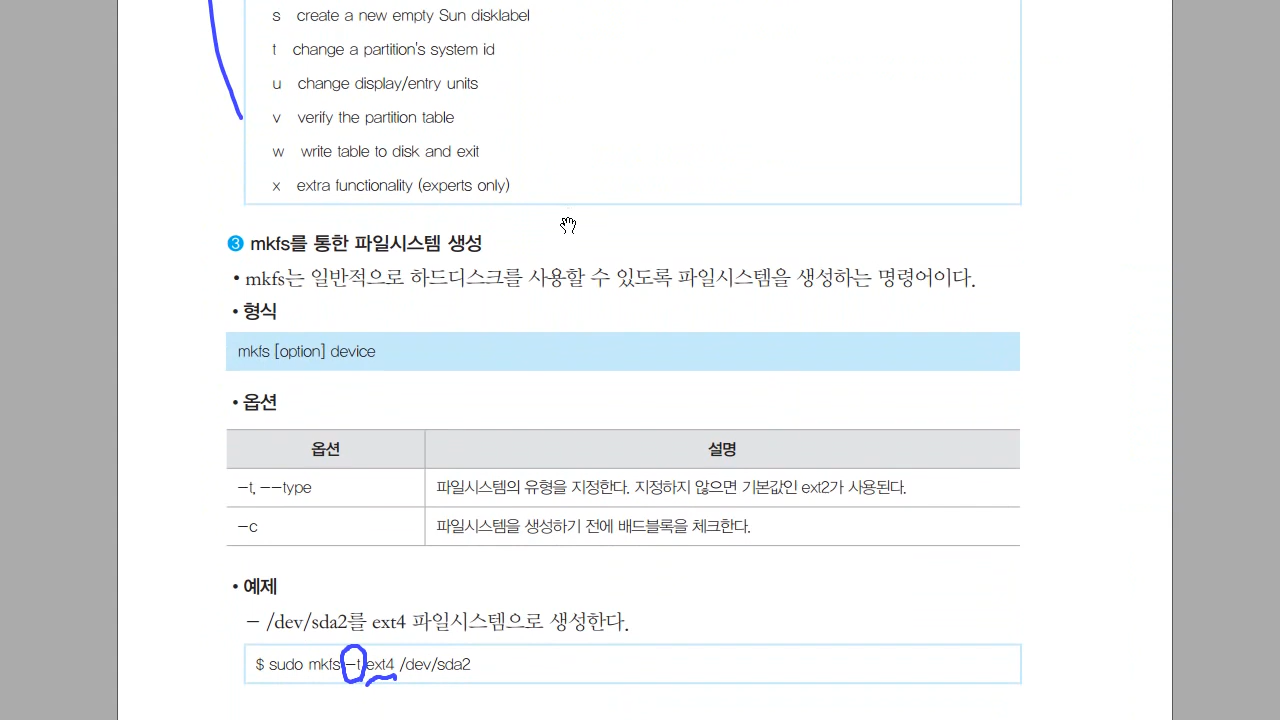 s create a new empty Sun disklabel
t change a partition's system id
u change display/entry units
v verify the partition table
w write table to disk and exit
x extra functionality (experts only)
❸ mkfs를 통한 파일시스템 생성
• mkfs는 일반적으로 하드디스크를 사용할 수 있도록 파일시스템을 생성하는 명령어이다.
• 형식
mkfs [option] device
• 옵션
옵션 설명
–t, ––type 파일시스템의 유형을 지정한다. 지정하지 않으면 기본값인 ext2가 사용된다.
–c 파일시스템을 생성하기 전에 배드블록을 체크한다.
• 예제
– /dev/sda2를 ext4 파일시스템으로 생성한다.
$ sudo mkfs –t ext4 /dev/sda2